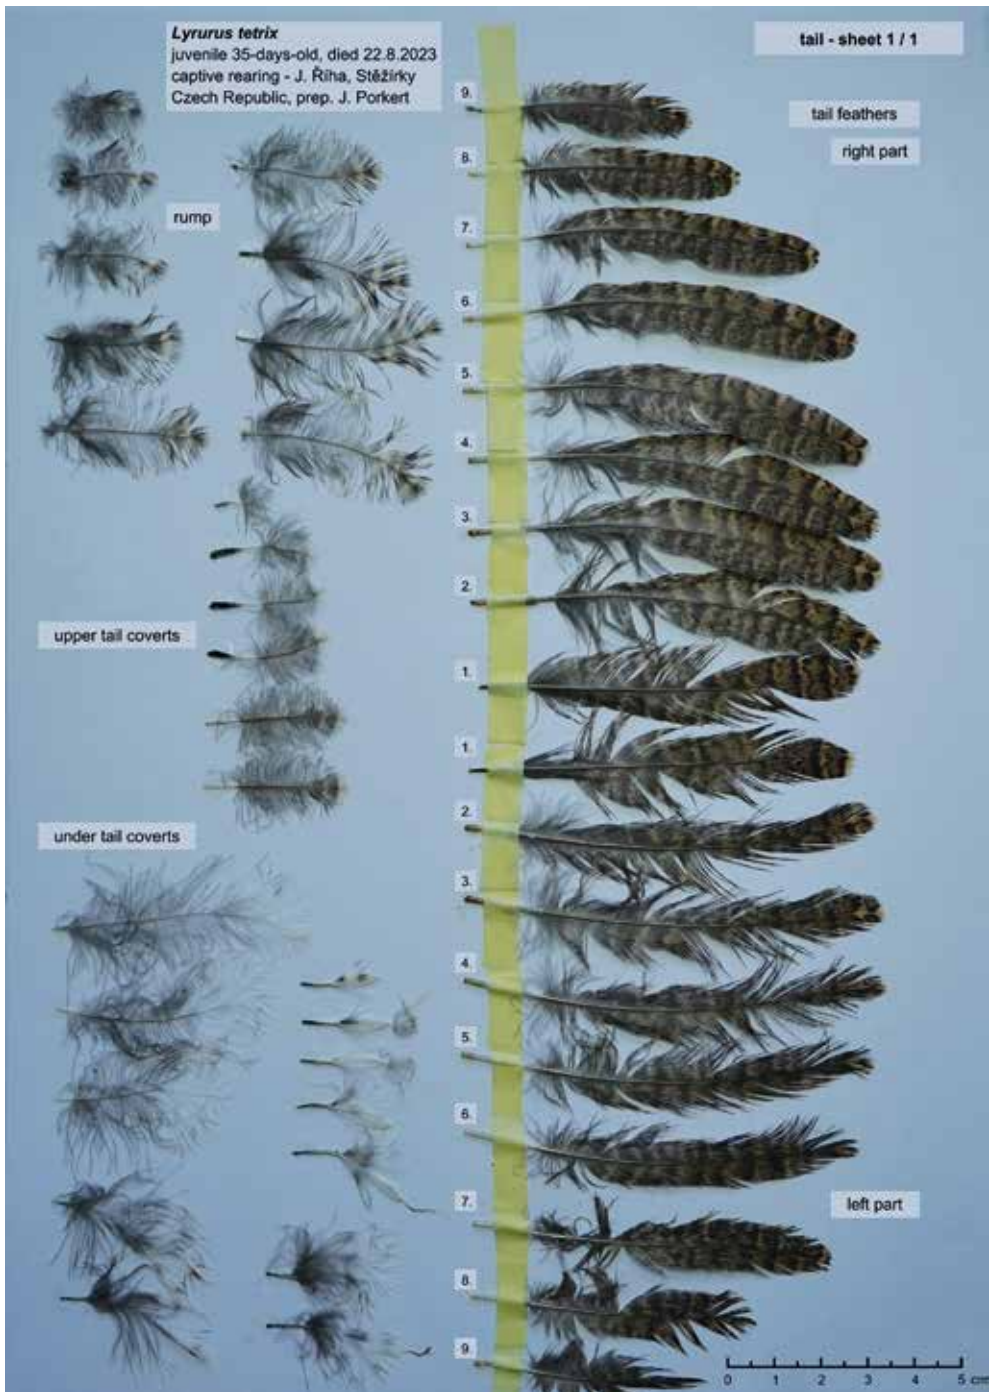 Lyrurus tetrix
juvenile 35-days-old, died 22.8.2023
captive rearing - J. Říha, Stěžírky
Czech Republic, prep. J. Porkert
tail - sheet 1 / 1
tail feathers
right part
rump
upper tail coverts
under tail coverts
9.
8.
7.
6.
5.
4.
3.
2.
1.
1.
2.
3.
4.
5.
6.
7.
8.
9.
left part
0 1 2 3 4 5 cm